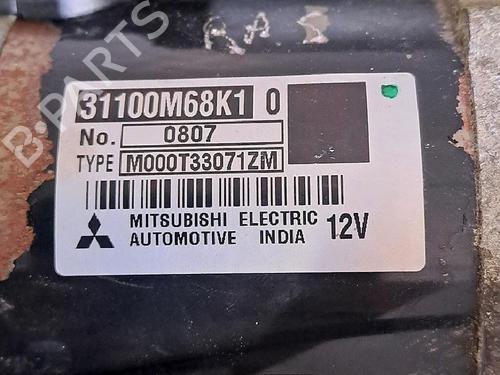 B-PARTS
31100M68K1 0
No. 0807
TYPE M000T33071ZM
MITSUBISHI ELECTRIC
AUTOMOTIVE INDIA 12V